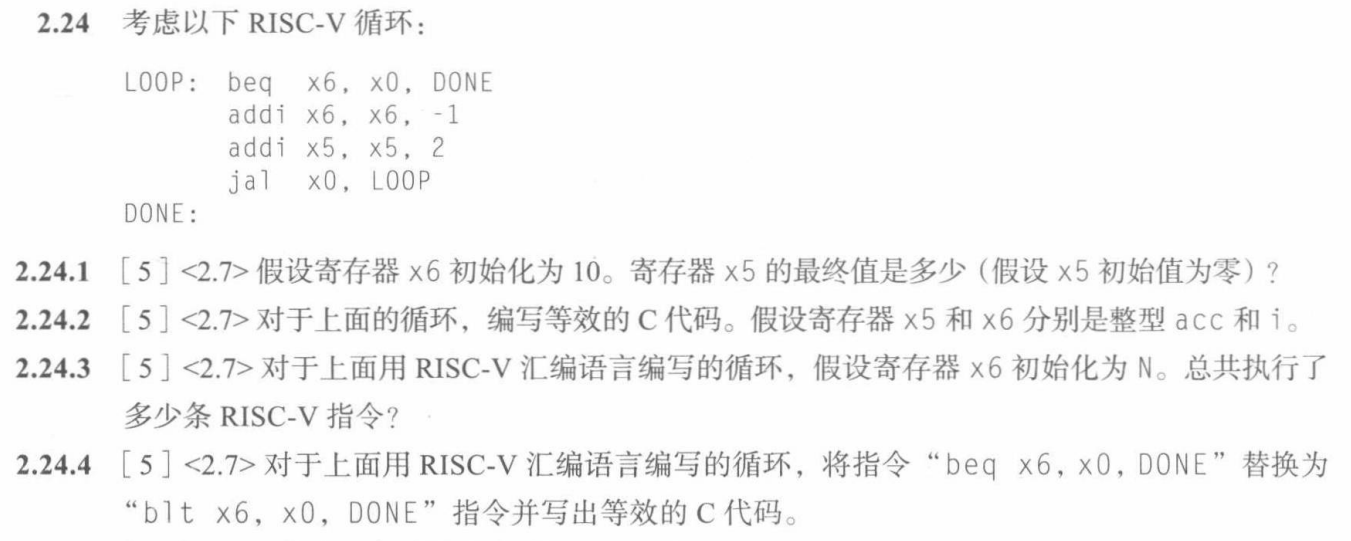 2.24 考虑以下 RISC-V 循环：
LOOP: beq x6, x0, DONE
addi x6, x6, -1
addi x5, x5, 2
jal x0, LOOP
DONE:
2.24.1 [5] <2.7> 假设寄存器 x6 初始化为 10。寄存器 x5 的最终值是多少（假设 x5 初始值为零）？
2.24.2 [5] <2.7> 对于上面的循环，编写等效的 C 代码。假设寄存器 x5 和 x6 分别是整型 acc 和 i。
2.24.3 [5] <2.7> 对于上面用 RISC-V 汇编语言编写的循环，假设寄存器 x6 初始化为 N。总共执行了
多少条 RISC-V 指令？
2.24.4 [5] <2.7> 对于上面用 RISC-V 汇编语言编写的循环，将指令“beq x6, x0, DONE”替换为
“blt x6, x0, DONE”指令并写出等效的 C 代码。